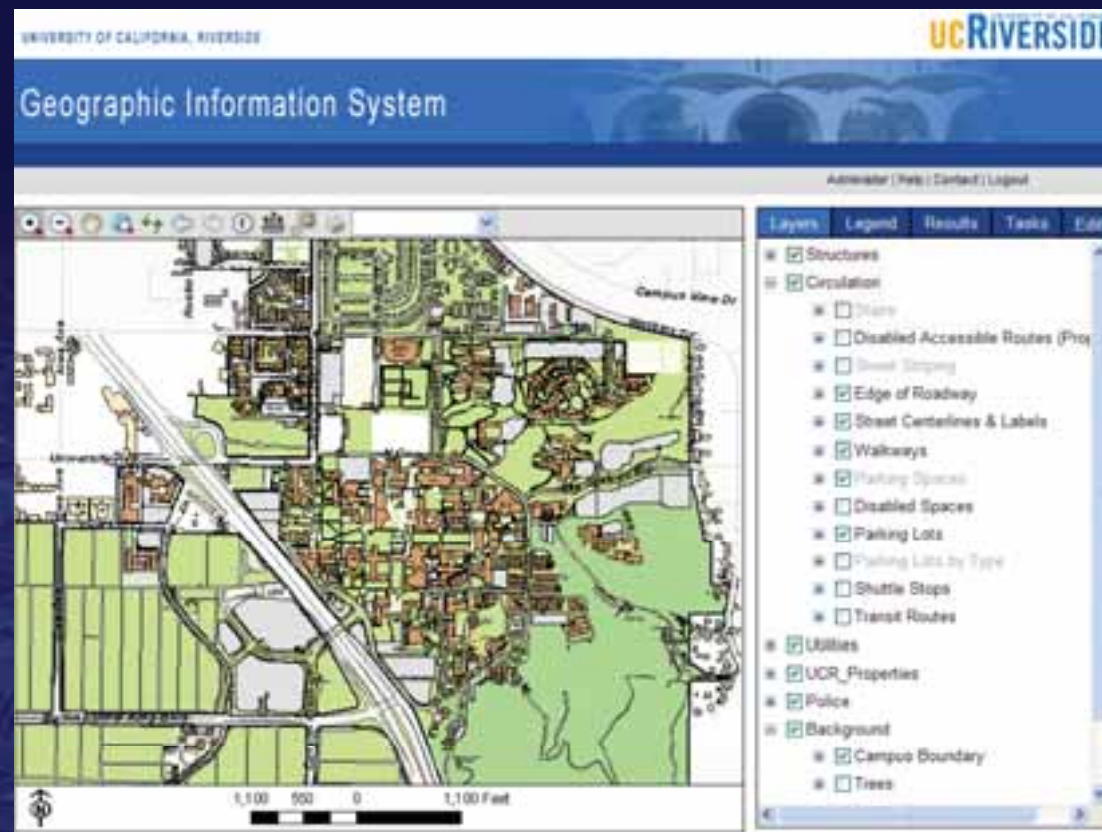 UNIVERSITY OF CALIFORNIA, RIVERSIDE
UCRIVERSIDE
Geographic Information System
Administer | Help | Contact | Logout
Layers Legend Results Tasks
Structures
Circulation
Stairs
Disabled Accessible Routes (Prop
Street Striping
Edge of Roadway
Street Centerlines & Labels
Walkways
Parking Spaces
Disabled Spaces
Parking Lots
Parking Lots by Type
Shuttle Stops
Transit Routes
Utilities
UCR_Properties
Police
Background
Campus Boundary
Trees
Campus View Dr
University
N
1,100 550 0 1,100 Feet